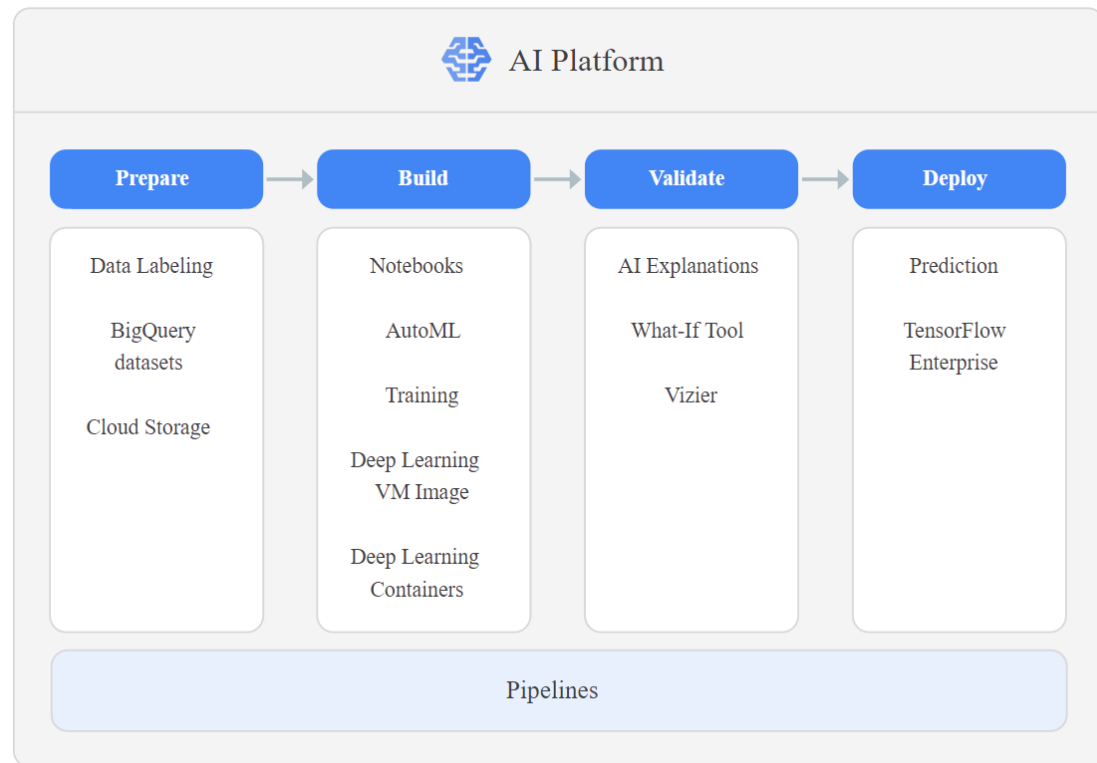 AI Platform
Prepare
Build
Validate
Deploy
Data Labeling
BigQuery
datasets
Cloud Storage
Notebooks
AutoML
Training
Deep Learning
VM Image
Deep Learning
Containers
AI Explanations
What-If Tool
Vizier
Prediction
TensorFlow
Enterprise
Pipelines